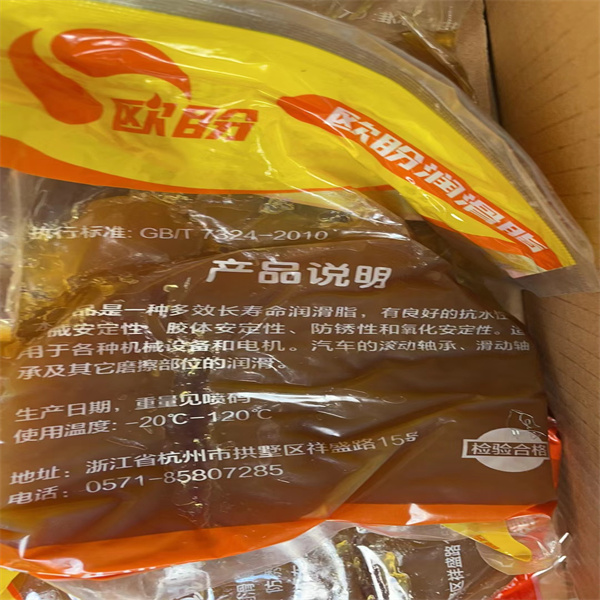 欧盼
欧盼润滑脂
执行标准: GB/T 7324-2010
产品说明
品是一种多效长寿命润滑脂，有良好的抗水性
械安定性、胶体安定性、防锈性和氧化安定性。适
用于各种机械设备和电机。汽车的滚动轴承、滑动轴
承及其它磨擦部位的润滑。
生产日期，重量见喷码
使用温度: -20℃-120℃
检验合格
地址: 浙江省杭州市拱墅区祥盛路15号
电话: 0571-85807285
区祥盛路